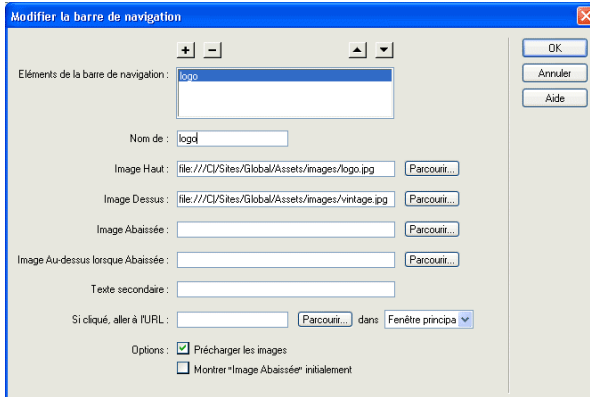 Modifier la barre de navigation
OK
Eléments de la barre de navigation :
logo
Annuler
Aide
Nom de : logo
Image Haut : file:///C|/Sites/Global/Assets/images/logo.jpg Parcourir...
Image Dessus : file:///C|/Sites/Global/Assets/images/vintage.jpg Parcourir...
Image Abaissée : Parcourir...
Image Au-dessus lorsque Abaissée : Parcourir...
Texte secondaire :
Si cliqué, aller à l'URL : Parcourir... dans Fenêtre principa
Options : Précharger les images
Montrer "Image Abaissée" initialement